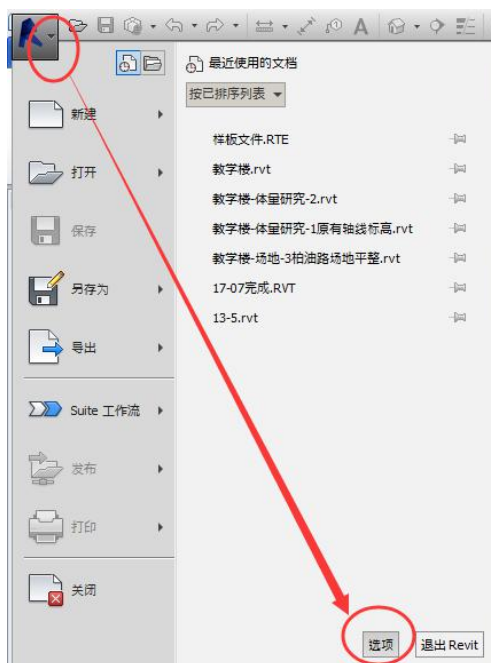 A
最近使用的文档
按已排序列表
新建
打开
保存
另存为
导出
Suite 工作流
发布
打印
关闭
样板文件.RTE
教学楼.rvt
教学楼-体量研究-2.rvt
教学楼-体量研究-1原有轴线标高.rvt
教学楼-场地-3柏油路场地平整.rvt
17-07完成.RVT
13-5.rvt
选项
退出 Revit